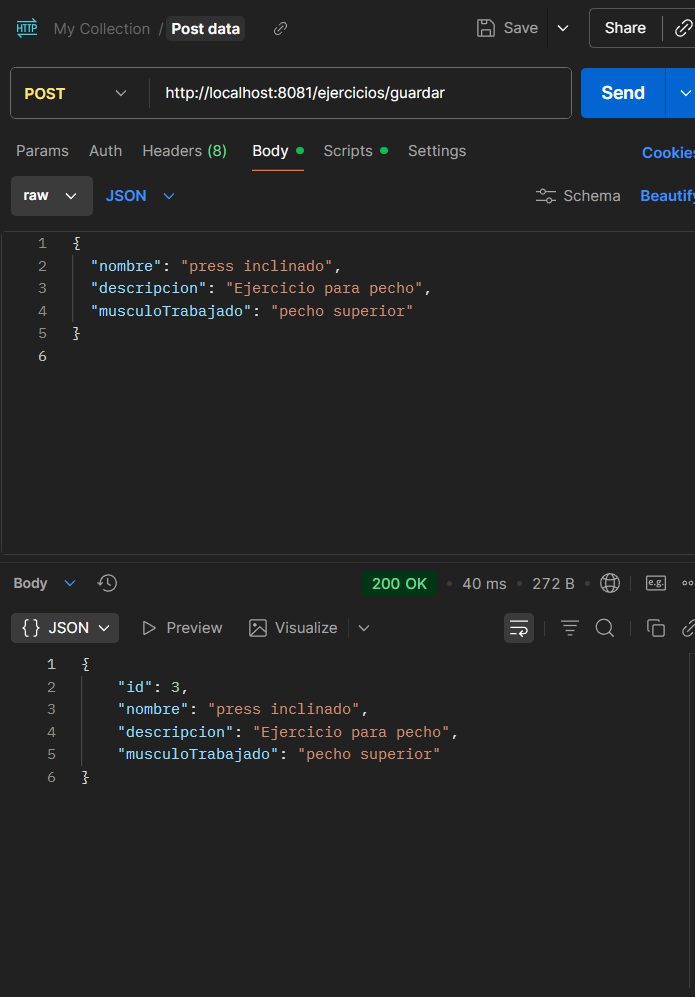 HTTP My Collection / Post data Save Share
POST http://localhost:8081/ejercicios/guardar Send
Params Auth Headers (8) Body Scripts Settings Cookies
raw JSON Schema Beautify
1 {
2 "nombre": "press inclinado",
3 "descripcion": "Ejercicio para pecho",
4 "musculoTrabajado": "pecho superior"
5 }
6
Body 200 OK 40 ms 272 B e.g.
{} JSON Preview Visualize
1 {
2 "id": 3,
3 "nombre": "press inclinado",
4 "descripcion": "Ejercicio para pecho",
5 "musculoTrabajado": "pecho superior"
6 }